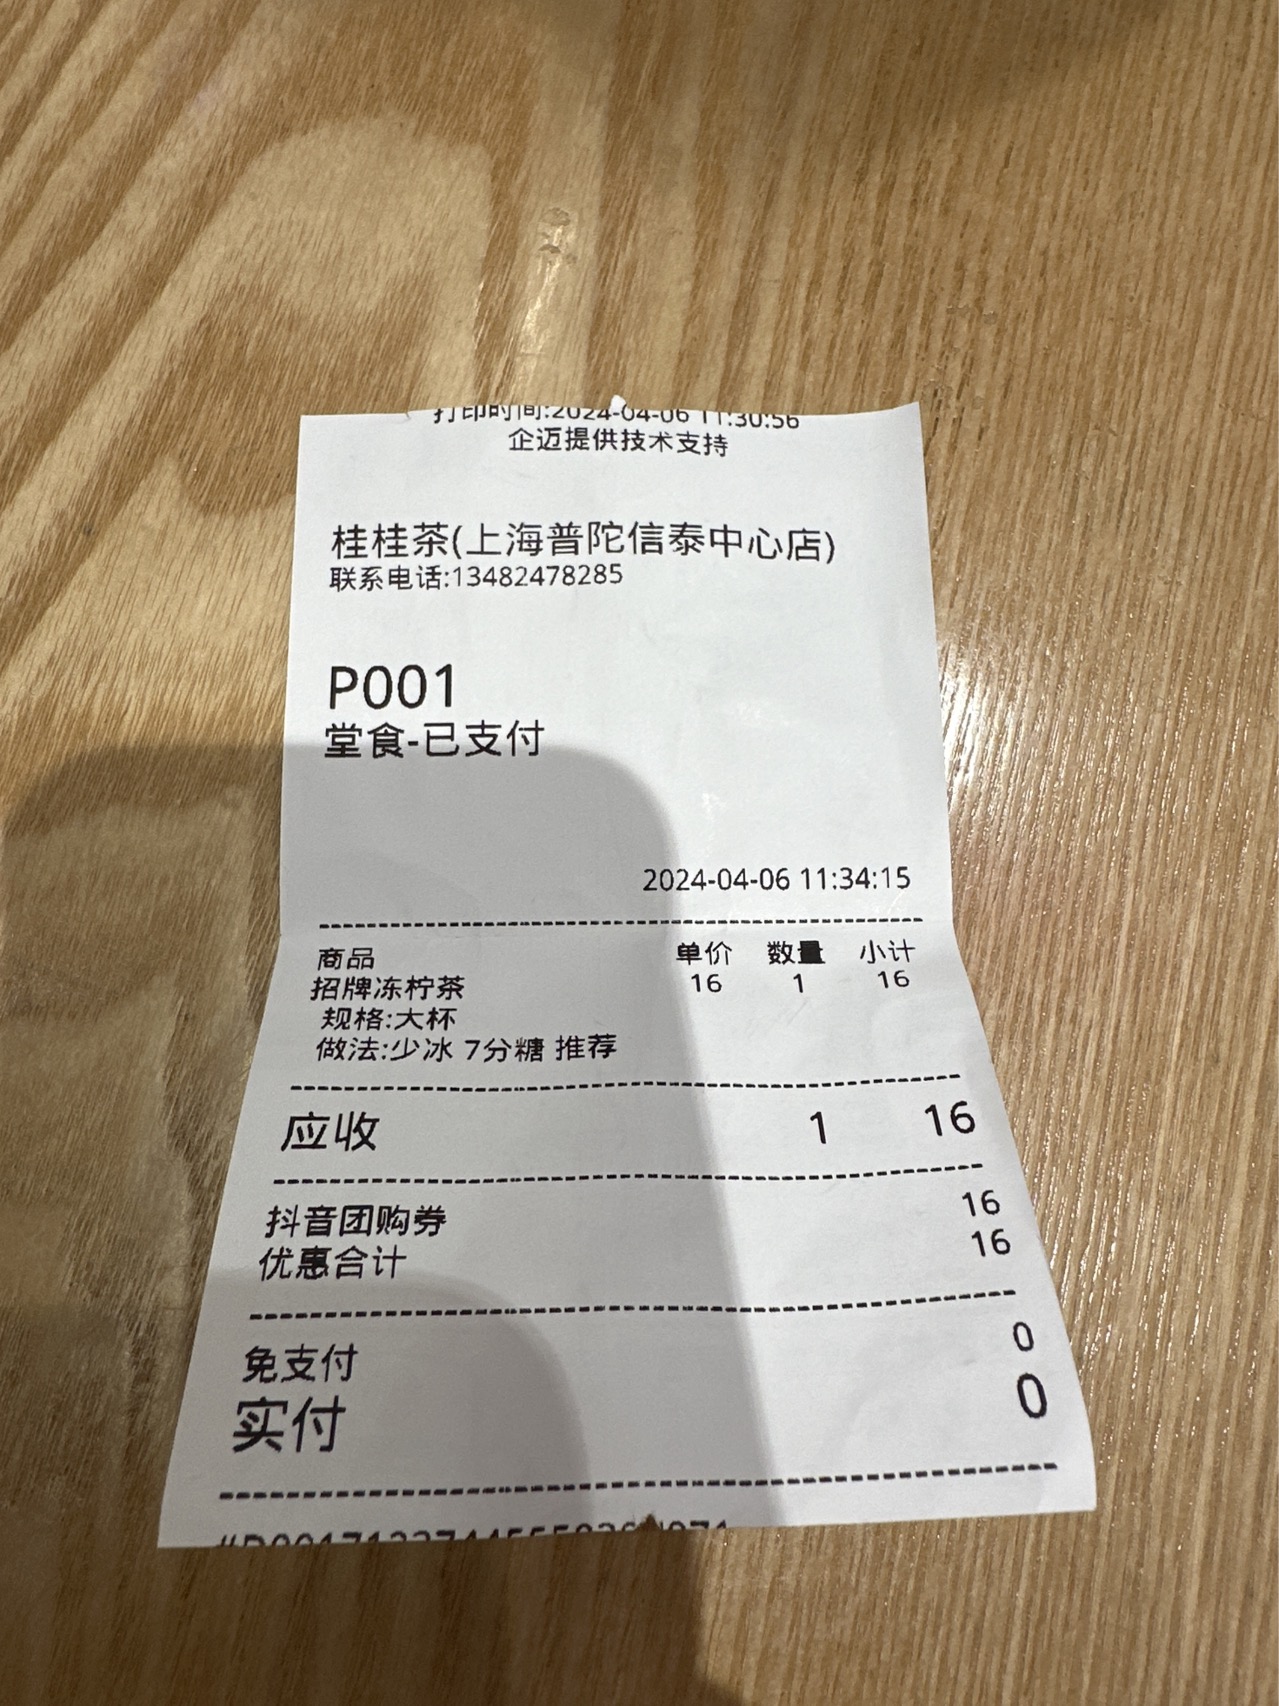 打印时间:2024-04-06 11:30:56
企迈提供技术支持
桂桂茶(上海普陀信泰中心店)
联系电话:13482478285
P001
堂食-已支付
2024-04-06 11:34:15
商品 单价 数量 小计
招牌冻柠茶 16 1 16
规格:大杯
做法:少冰 7分糖 推荐
应收 1 16
抖音团购券 16
优惠合计 16
免支付 0
实付 0